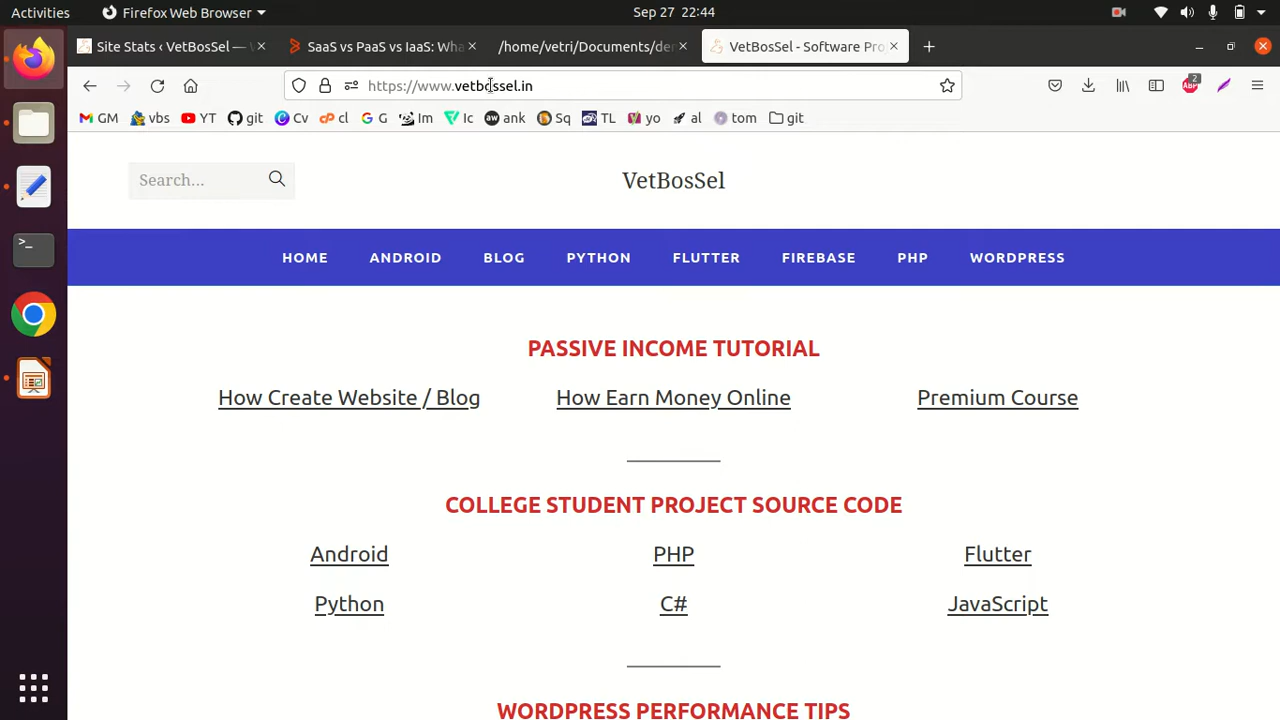 Activities Firefox Web Browser Sep 27 22:44
Site Stats ‹ VetBosSel — W SaaS vs PaaS vs IaaS: Wha /home/vetri/Documents/der VetBosSel - Software Pro
https://www.vetbossel.in 2
GM vbs YT git Cv cl G Im Ic ank Sq TL yo al tom git
Search... VetBosSel
HOME ANDROID BLOG PYTHON FLUTTER FIREBASE PHP WORDPRESS
PASSIVE INCOME TUTORIAL
How Create Website / Blog How Earn Money Online Premium Course
COLLEGE STUDENT PROJECT SOURCE CODE
Android PHP Flutter
Python C# JavaScript
WORDPRESS PERFORMANCE TIPS